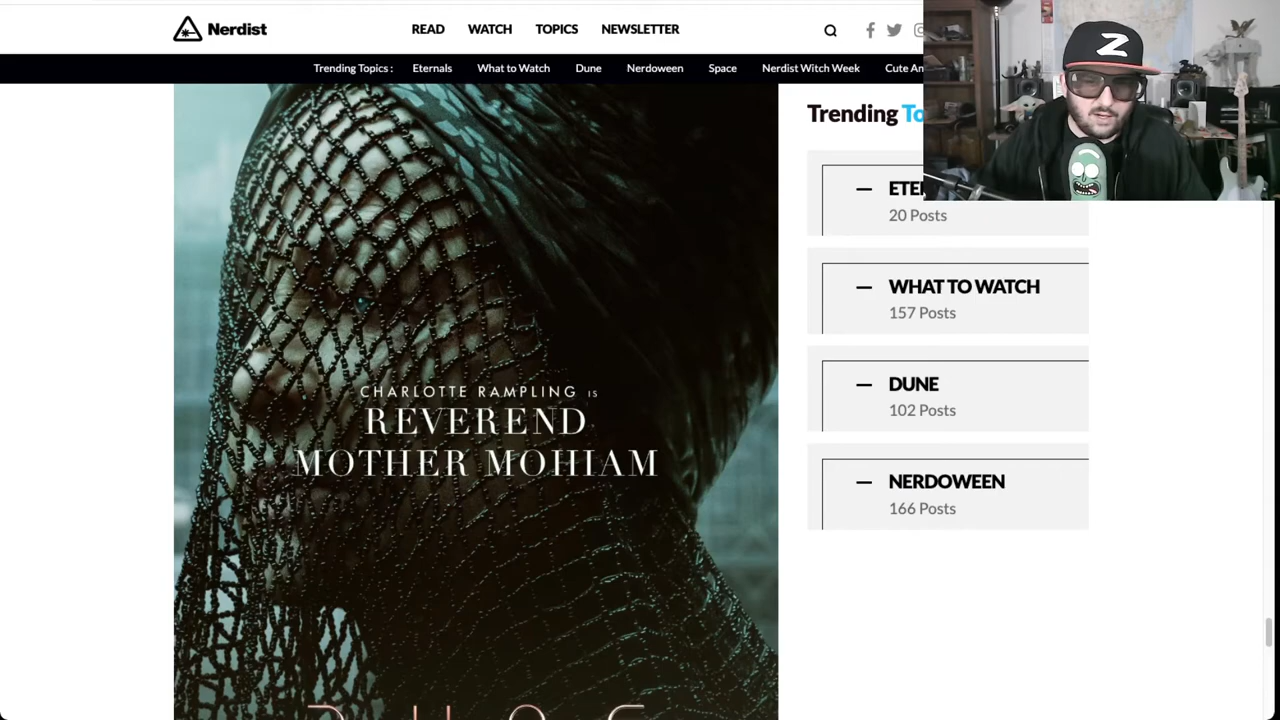 Nerdist
READ WATCH TOPICS NEWSLETTER
Trending Topics : Eternals What to Watch Dune Nerdoween Space Nerdist Witch Week Cute An
Trending To
Z
ETE
20 Posts
WHAT TO WATCH
157 Posts
DUNE
102 Posts
NERDOWEEN
166 Posts
CHARLOTTE RAMPLING IS
REVEREND
MOTHER MOHIAM